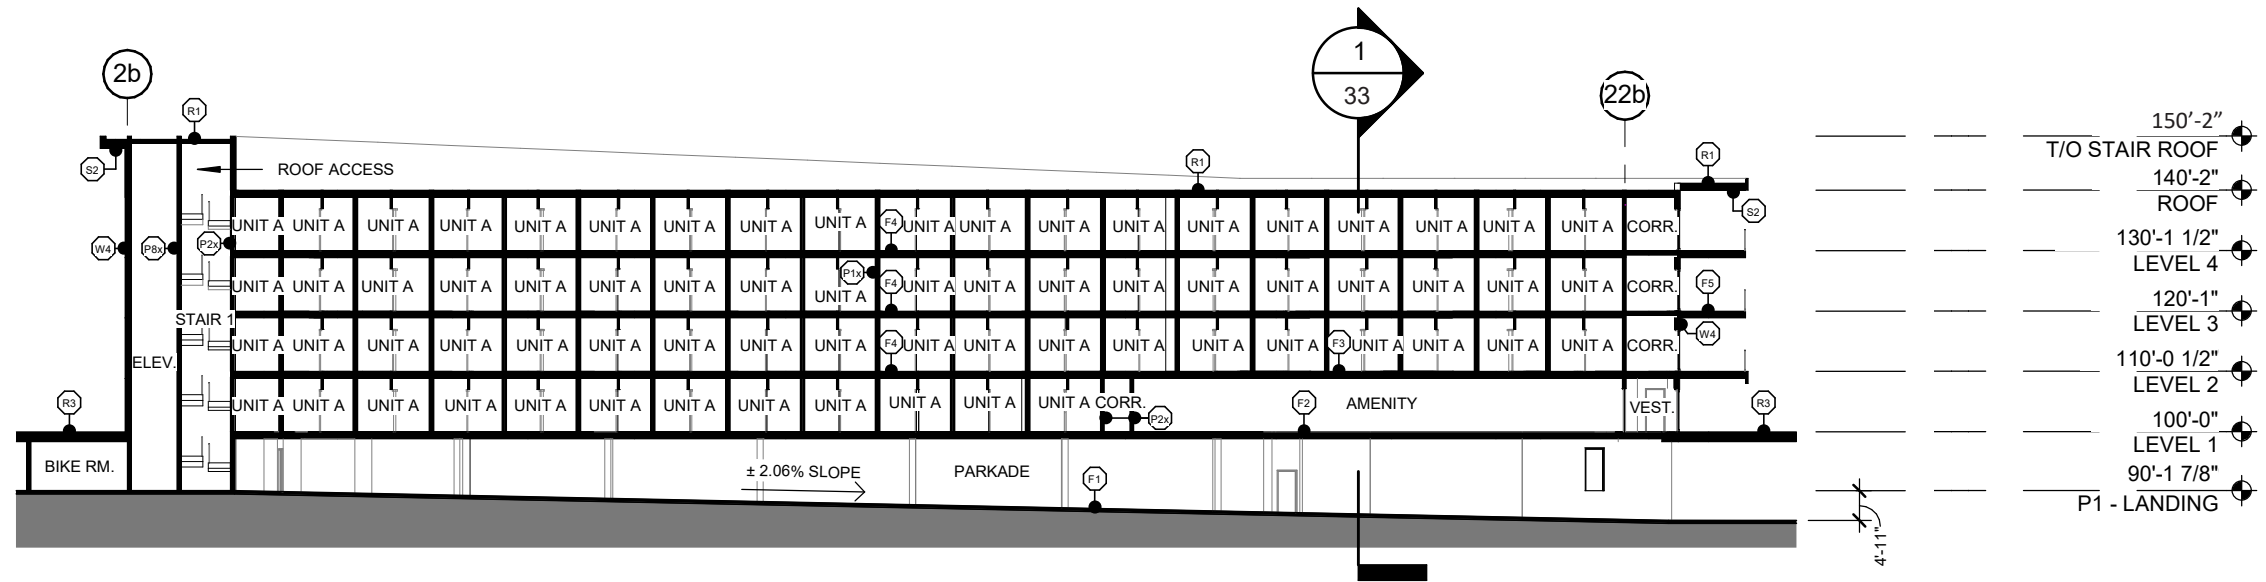 1
2b
33
22b
R1
150'-2"
T/O STAIR ROOF
S2
ROOF ACCESS
R1
R1
140'-2"
ROOF
S2
UNIT A UNIT A UNIT A UNIT A UNIT A UNIT A UNIT A UNIT A UNIT A F4 UNIT A UNIT A UNIT A UNIT A UNIT A UNIT A UNIT A UNIT A UNIT A UNIT A CORR.
W4 P8x P2x
130'-1 1/2"
LEVEL 4
P1x
UNIT A UNIT A UNIT A UNIT A UNIT A UNIT A UNIT A UNIT A UNIT A F4 UNIT A UNIT A UNIT A UNIT A UNIT A UNIT A UNIT A UNIT A UNIT A UNIT A CORR. F5
120'-1"
LEVEL 3
STAIR 1
W4
UNIT A UNIT A UNIT A UNIT A UNIT A UNIT A UNIT A UNIT A UNIT A F4 UNIT A UNIT A UNIT A UNIT A UNIT A UNIT A F3 UNIT A UNIT A UNIT A UNIT A CORR.
ELEV.
110'-0 1/2"
LEVEL 2
R3
UNIT A UNIT A UNIT A UNIT A UNIT A UNIT A UNIT A UNIT A UNIT A UNIT A UNIT A UNIT A CORR. F2 AMENITY VEST. R3
P2x
100'-0"
LEVEL 1
BIKE RM.
± 2.06% SLOPE
PARKADE
F1
90'-1 7/8"
P1 - LANDING
4'-11"